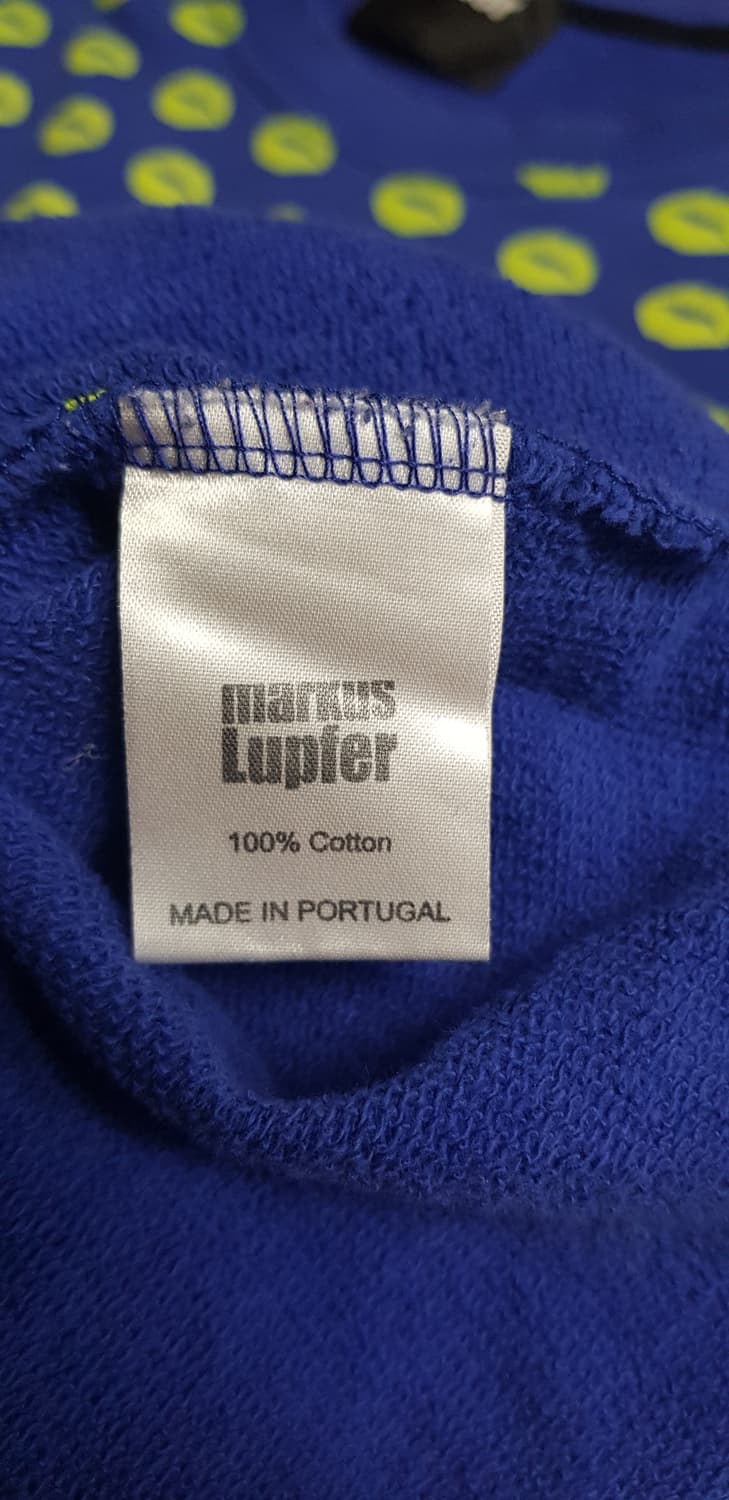 markus
Lupfer
100% Cotton
MADE IN PORTUGAL